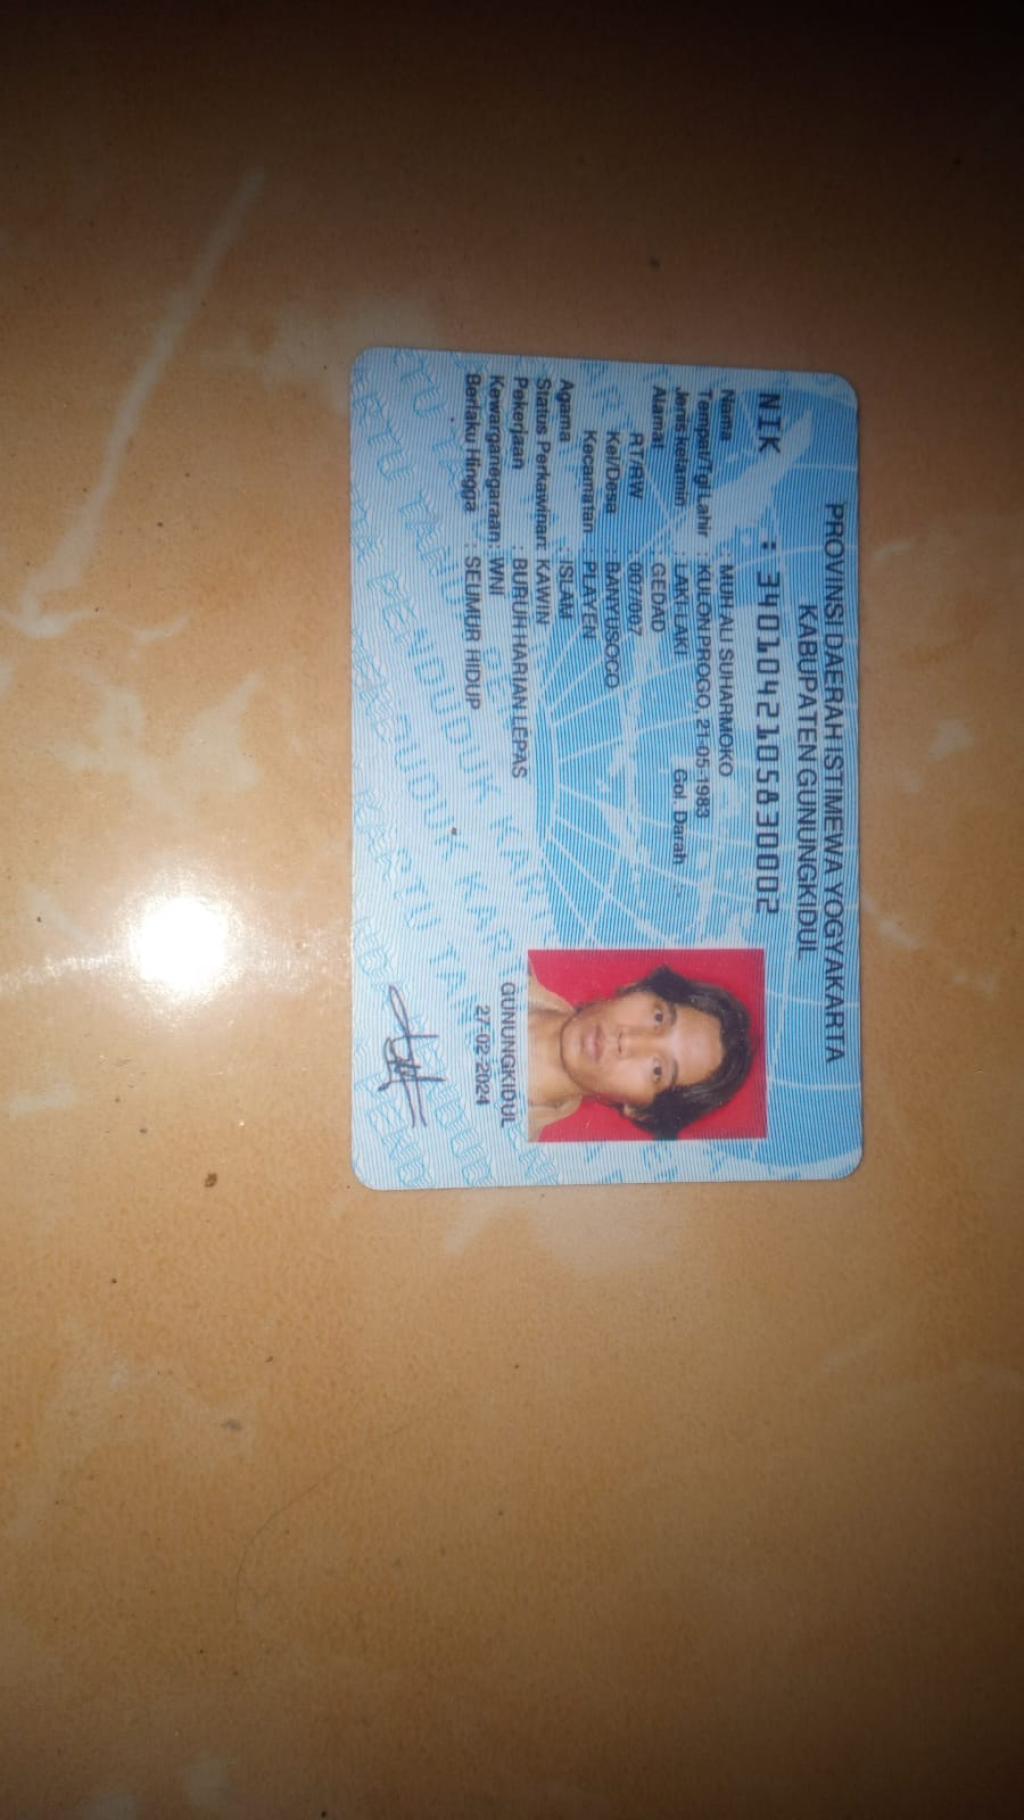 PROVINSI DAERAH ISTIMEWA YOGYAKARTA
KABUPATEN GUNUNGKIDUL
NIK : 3401042105830002
Nama : MUH ALI SUHARMOKO
Tempat/Tgl Lahir : KULON PROGO, 21-05-1983
Jenis kelamin : LAKI-LAKI Gol. Darah : -
Alamat : GEDAD
RT/RW : 007/007
Kel/Desa : BANYUSOCO
Kecamatan : PLAYEN
Agama : ISLAM
Status Perkawinan: KAWIN
Pekerjaan : BURUH HARIAN LEPAS
Kewarganegaraan: WNI
Berlaku Hingga : SEUMUR HIDUP
GUNUNGKIDUL
27-02-2024